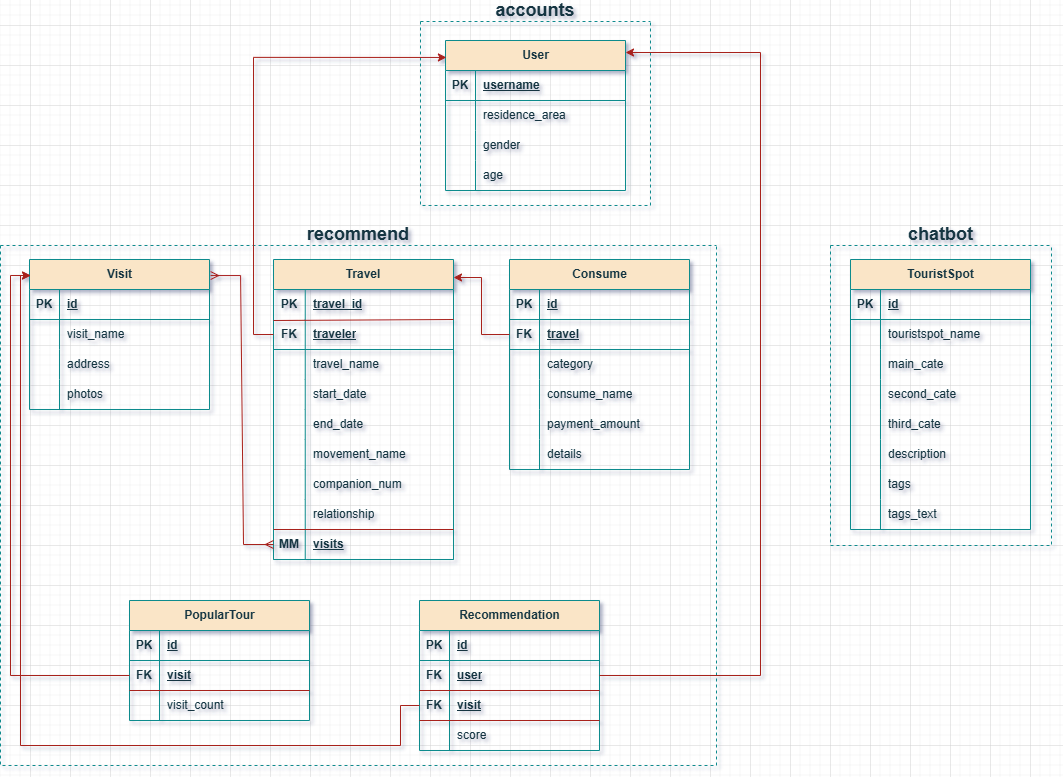 accounts
User
PK username
residence_area
gender
age
recommend
Visit
PK id
visit_name
address
photos
Travel
PK travel_id
FK traveler
travel_name
start_date
end_date
movement_name
companion_num
relationship
MM visits
Consume
PK id
FK travel
category
consume_name
payment_amount
details
chatbot
TouristSpot
PK id
touristspot_name
main_cate
second_cate
third_cate
description
tags
tags_text
PopularTour
PK id
FK visit
visit_count
Recommendation
PK id
FK user
FK visit
score